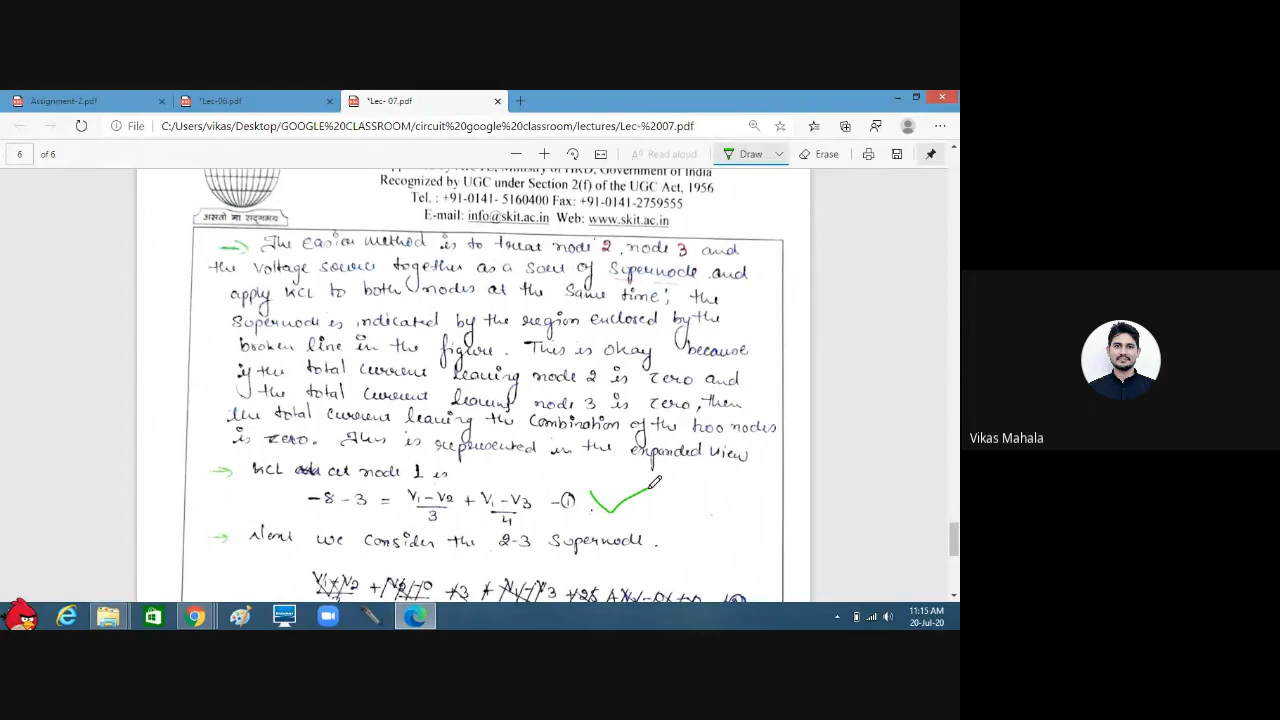 Assignment-2.pdf
*Lec-06.pdf
*Lec- 07.pdf
File
C:/Users/vikas/Desktop/GOOGLE%20CLASSROOM/circuit%20google%20classroom/lectures/Lec-%2007.pdf
6 of 6
Read aloud
Draw
Erase
Government of India
Recognized by UGC under Section 2(f) of the UGC Act, 1956
Tel. : +91-0141- 5160400 Fax: +91-0141-2759555
E-mail: info@skit.ac.in Web: www.skit.ac.in
असतो मा सद्गमय
→ The easier method is to treat node 2, node 3 and
the voltage source together as a sort of Supernode and
apply KCL to both nodes at the same time; the
Supernode is indicated by the region enclosed by the
broken line in the figure. This is okay because
if the total current leaving node 2 is zero and
the total current leaving node 3 is zero, then
the total current leaving the combination of the two nodes
is zero. This is represented in the expanded view
→ KCL at node 1 is
-8-3 = V1-V2/3 + V1-V3/4 -①
→ Next we consider the 2-3 Supernode.
Vikas Mahala
11:15 AM
20-Jul-20